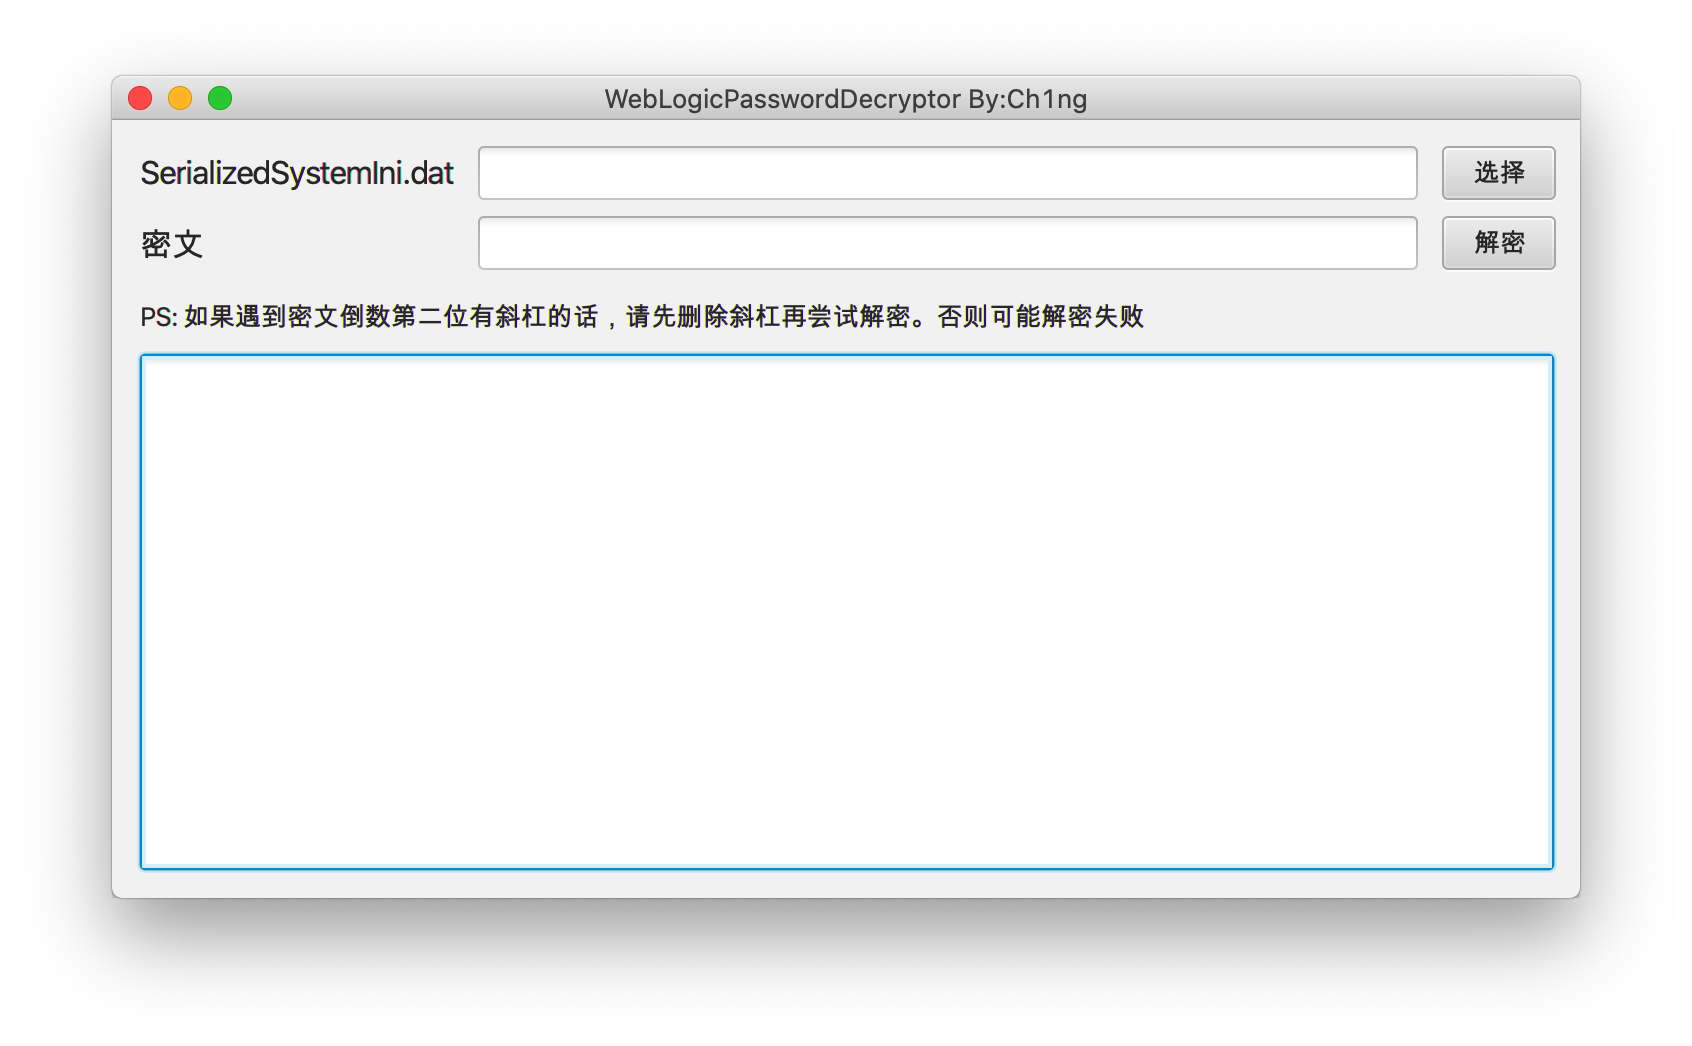 WebLogicPasswordDecryptor By:Ch1ng
SerializedSystemIni.dat
选择
密文
解密
PS: 如果遇到密文倒数第二位有斜杠的话，请先删除斜杠再尝试解密。否则可能解密失败